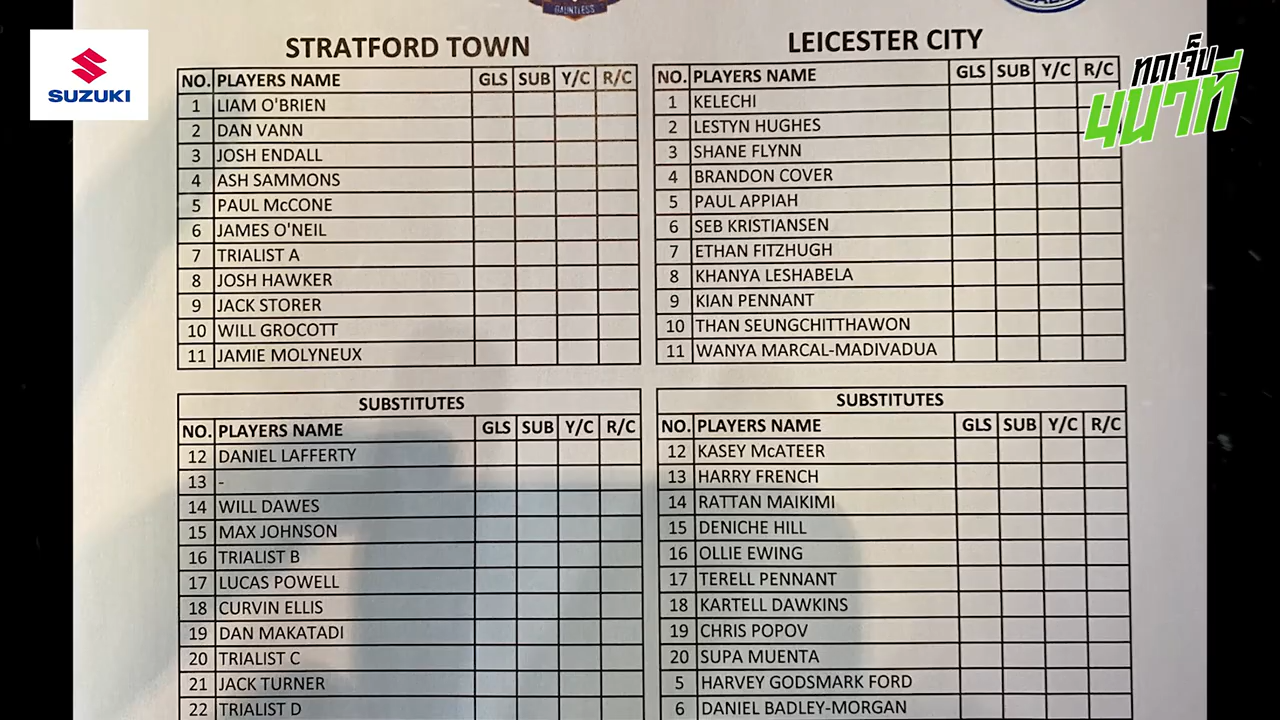 GAUNTLESS
SUZUKI
ทดเจ็บ
4นาที
STRATFORD TOWN
NO. PLAYERS NAME GLS SUB Y/C R/C
1 LIAM O'BRIEN
2 DAN VANN
3 JOSH ENDALL
4 ASH SAMMONS
5 PAUL McCONE
6 JAMES O'NEIL
7 TRIALIST A
8 JOSH HAWKER
9 JACK STORER
10 WILL GROCOTT
11 JAMIE MOLYNEUX
SUBSTITUTES
NO. PLAYERS NAME GLS SUB Y/C R/C
12 DANIEL LAFFERTY
13 -
14 WILL DAWES
15 MAX JOHNSON
16 TRIALIST B
17 LUCAS POWELL
18 CURVIN ELLIS
19 DAN MAKATADI
20 TRIALIST C
21 JACK TURNER
22 TRIALIST D
LEICESTER CITY
NO. PLAYERS NAME GLS SUB Y/C R/C
1 KELECHI
2 LESTYN HUGHES
3 SHANE FLYNN
4 BRANDON COVER
5 PAUL APPIAH
6 SEB KRISTIANSEN
7 ETHAN FITZHUGH
8 KHANYA LESHABELA
9 KIAN PENNANT
10 THAN SEUNGCHITTHAWON
11 WANYA MARCAL-MADIVADUA
SUBSTITUTES
NO. PLAYERS NAME GLS SUB Y/C R/C
12 KASEY McATEER
13 HARRY FRENCH
14 RATTAN MAIKIMI
15 DENICHE HILL
16 OLLIE EWING
17 TERELL PENNANT
18 KARTELL DAWKINS
19 CHRIS POPOV
20 SUPA MUENTA
5 HARVEY GODSMARK FORD
6 DANIEL BADLEY-MORGAN